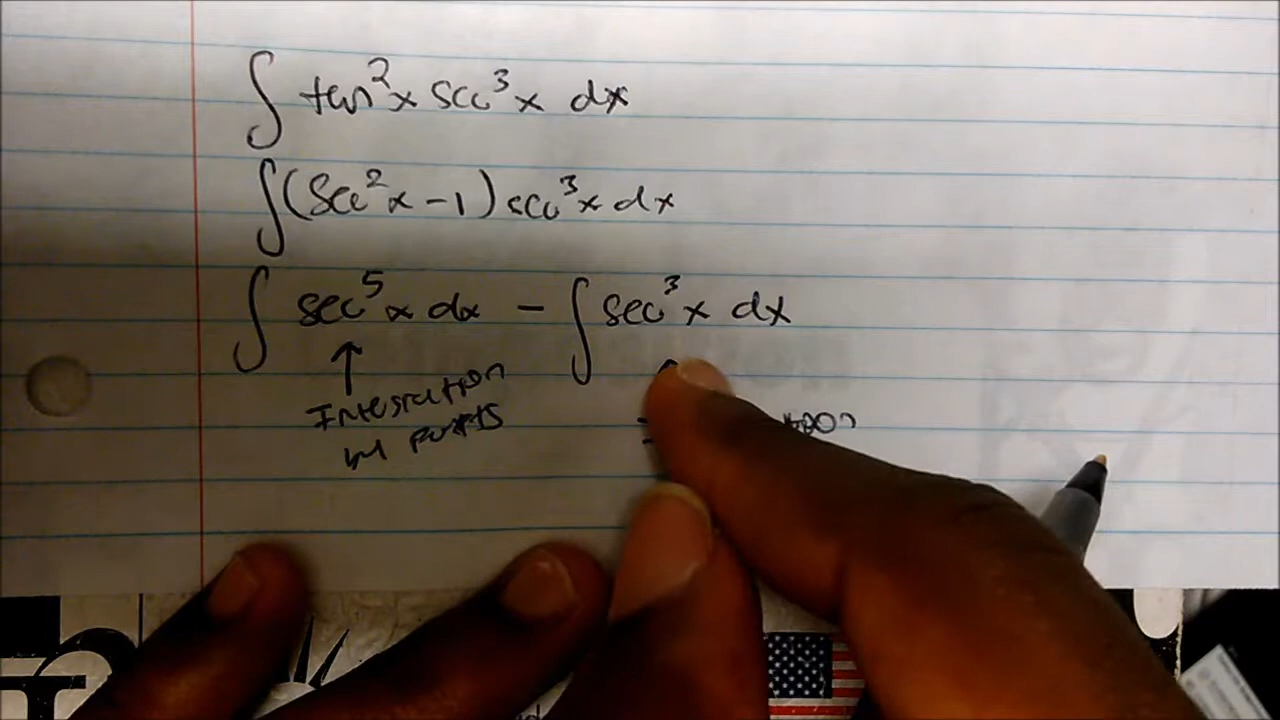 ∫ tan²x sec³x dx
∫(sec²x-1) sec³x dx
∫ sec⁵x dx - ∫ sec³x dx
↑
Integration
by parts